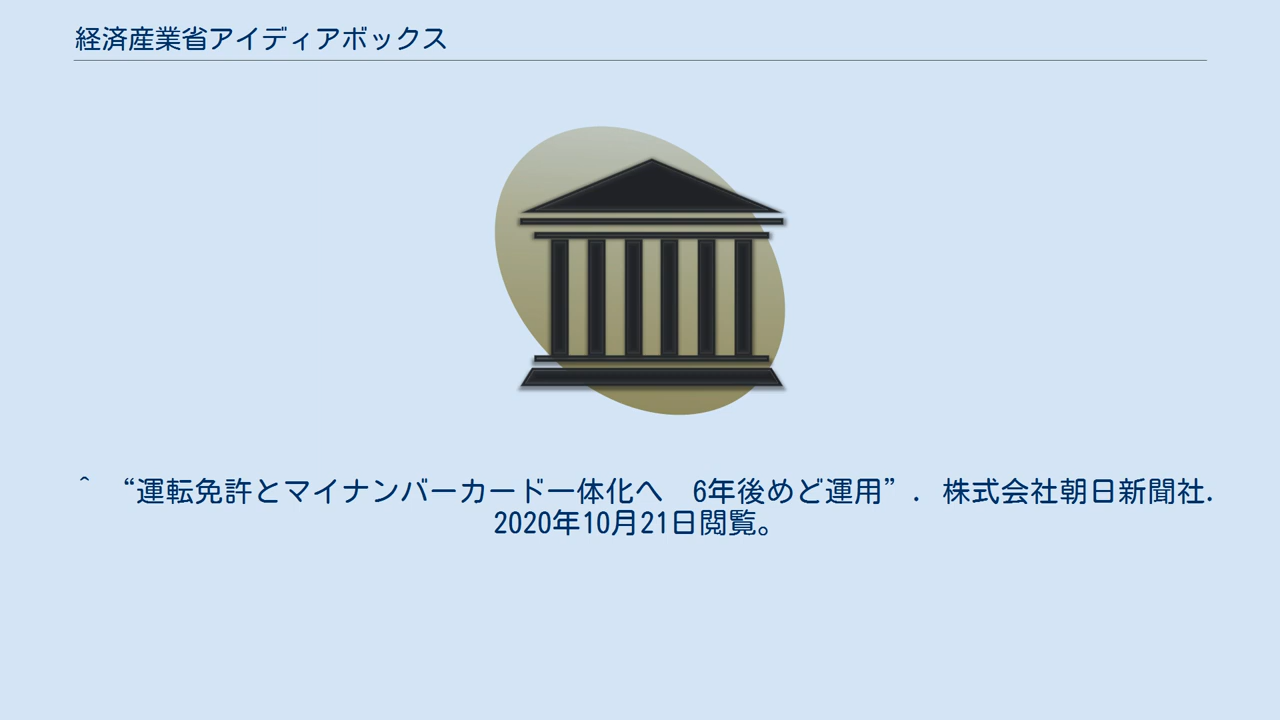 経済産業省アイディアボックス
^ “運転免許とマイナンバーカード一体化へ　6年後めど運用”. 株式会社朝日新聞社.
2020年10月21日閲覧。